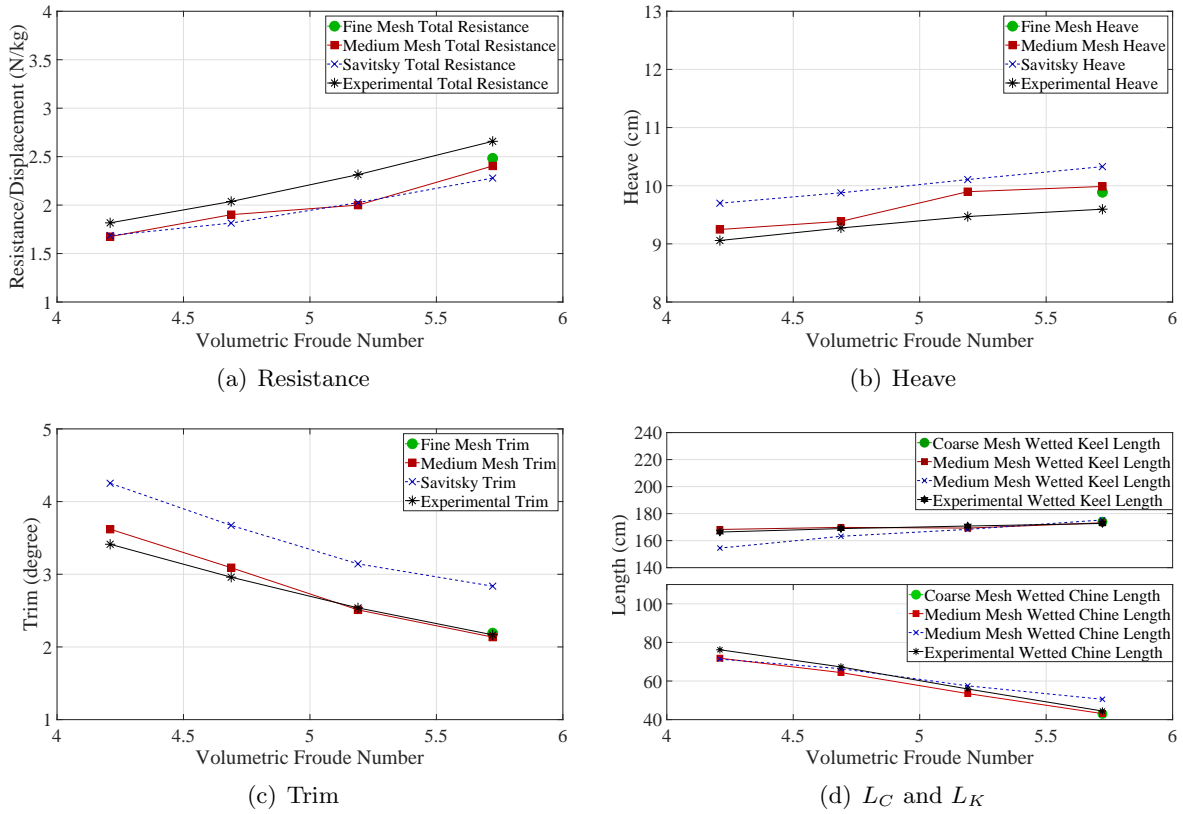 4
3.5
3
2.5
2
1.5
1
Resistance/Displacement (N/kg)
Fine Mesh Total Resistance
Medium Mesh Total Resistance
Savitsky Total Resistance
Experimental Total Resistance
4 4.5 5 5.5 6
Volumetric Froude Number
(a) Resistance
13
12
11
10
9
8
Heave (cm)
Fine Mesh Heave
Medium Mesh Heave
Savitsky Heave
Experimental Heave
4 4.5 5 5.5 6
Volumetric Froude Number
(b) Heave
5
4
3
2
1
Trim (degree)
Fine Mesh Trim
Medium Mesh Trim
Savitsky Trim
Experimental Trim
4 4.5 5 5.5 6
Volumetric Froude Number
(c) Trim
240
220
200
180
160
140
Length (cm)
Coarse Mesh Wetted Keel Length
Medium Mesh Wetted Keel Length
Medium Mesh Wetted Keel Length
Experimental Wetted Keel Length
100
80
60
40
Coarse Mesh Wetted Chine Length
Medium Mesh Wetted Chine Length
Medium Mesh Wetted Chine Length
Experimental Wetted Chine Length
4 4.5 5 5.5 6
Volumetric Froude Number
(d) L_C and L_K